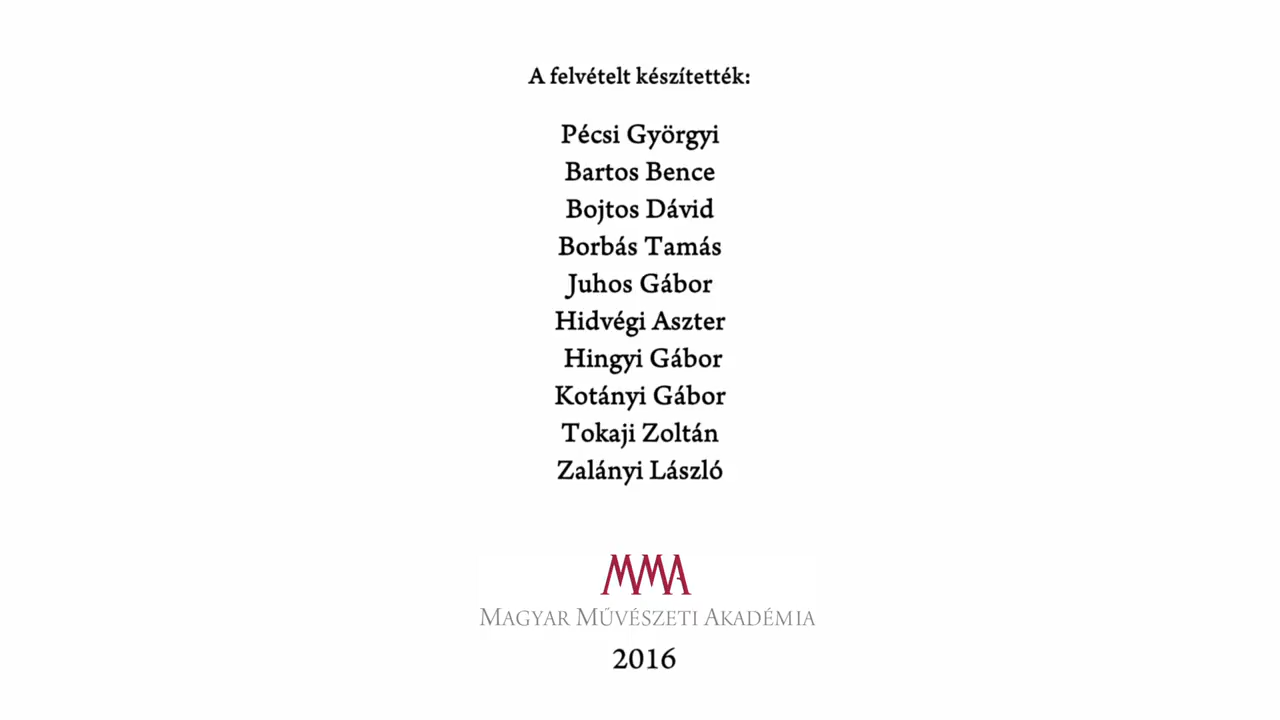 A felvételt készítették:
Pécsi Györgyi
Bartos Bence
Bojtos Dávid
Borbás Tamás
Juhos Gábor
Hidvégi Aszter
Hingyi Gábor
Kotányi Gábor
Tokaji Zoltán
Zalányi László
MMA
MAGYAR MŰVÉSZETI AKADÉMIA
2016